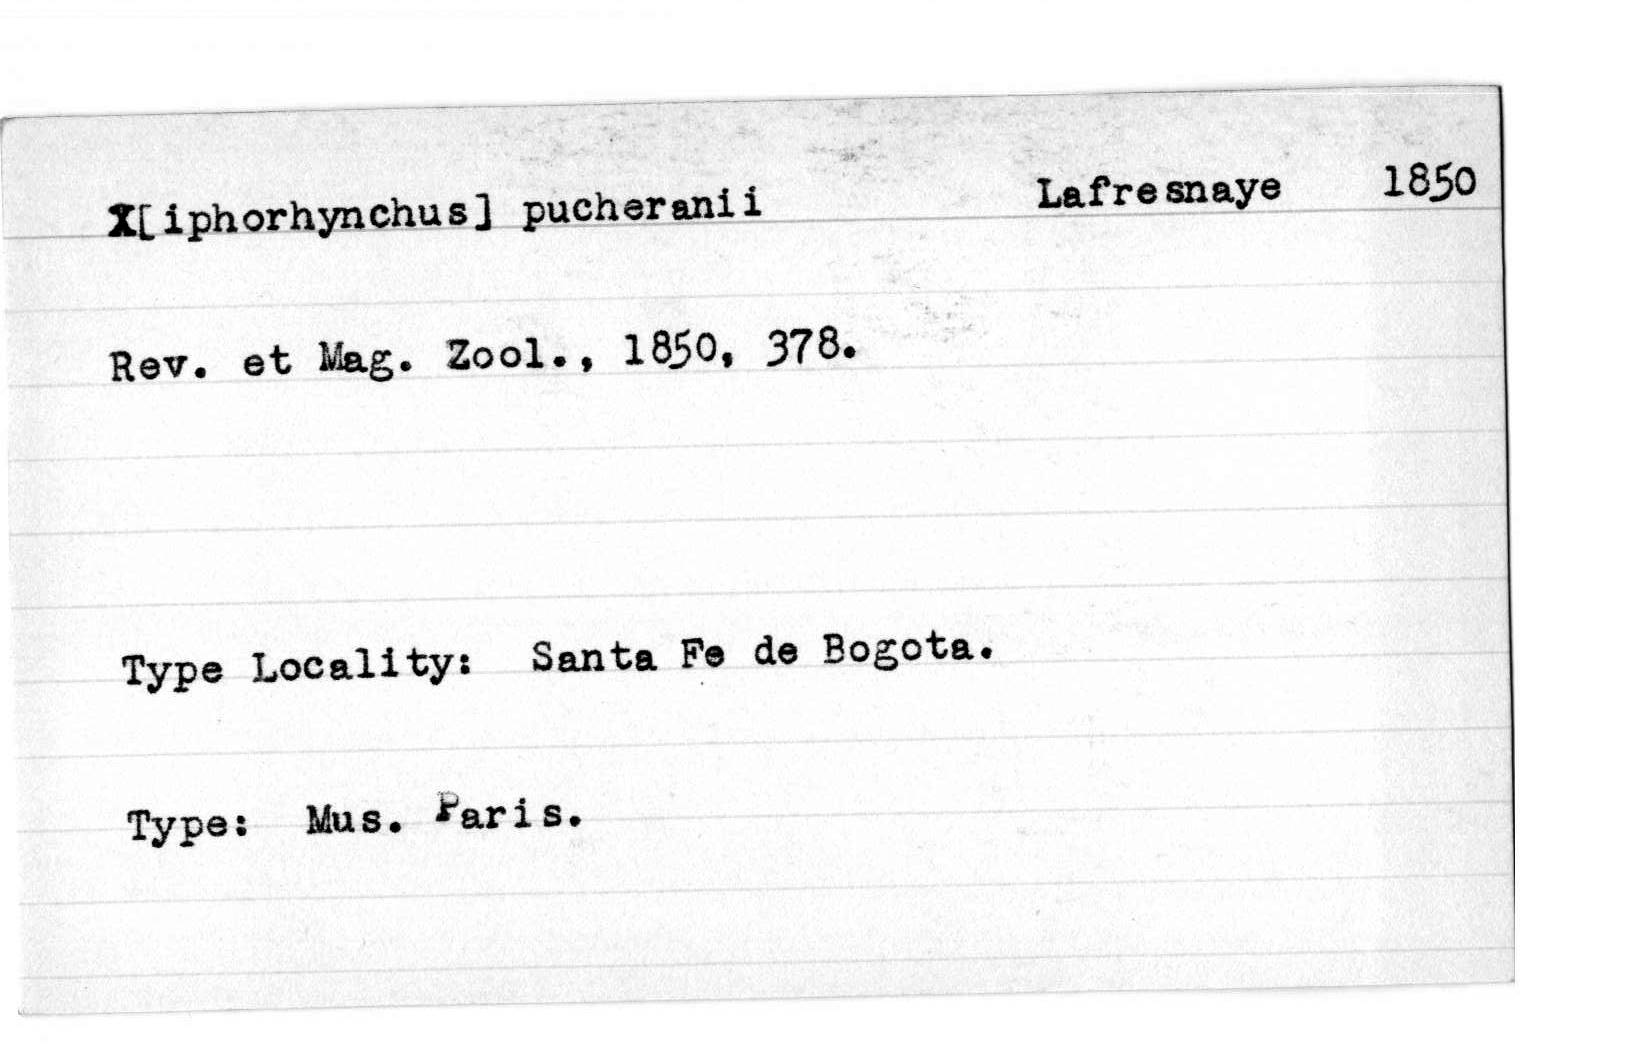 X[iphorhynchus] pucheranii Lafresnaye 1850
Rev. et Mag. Zool., 1850, 378.
Type Locality: Santa Fe de Bogota.
Type: Mus. Paris.